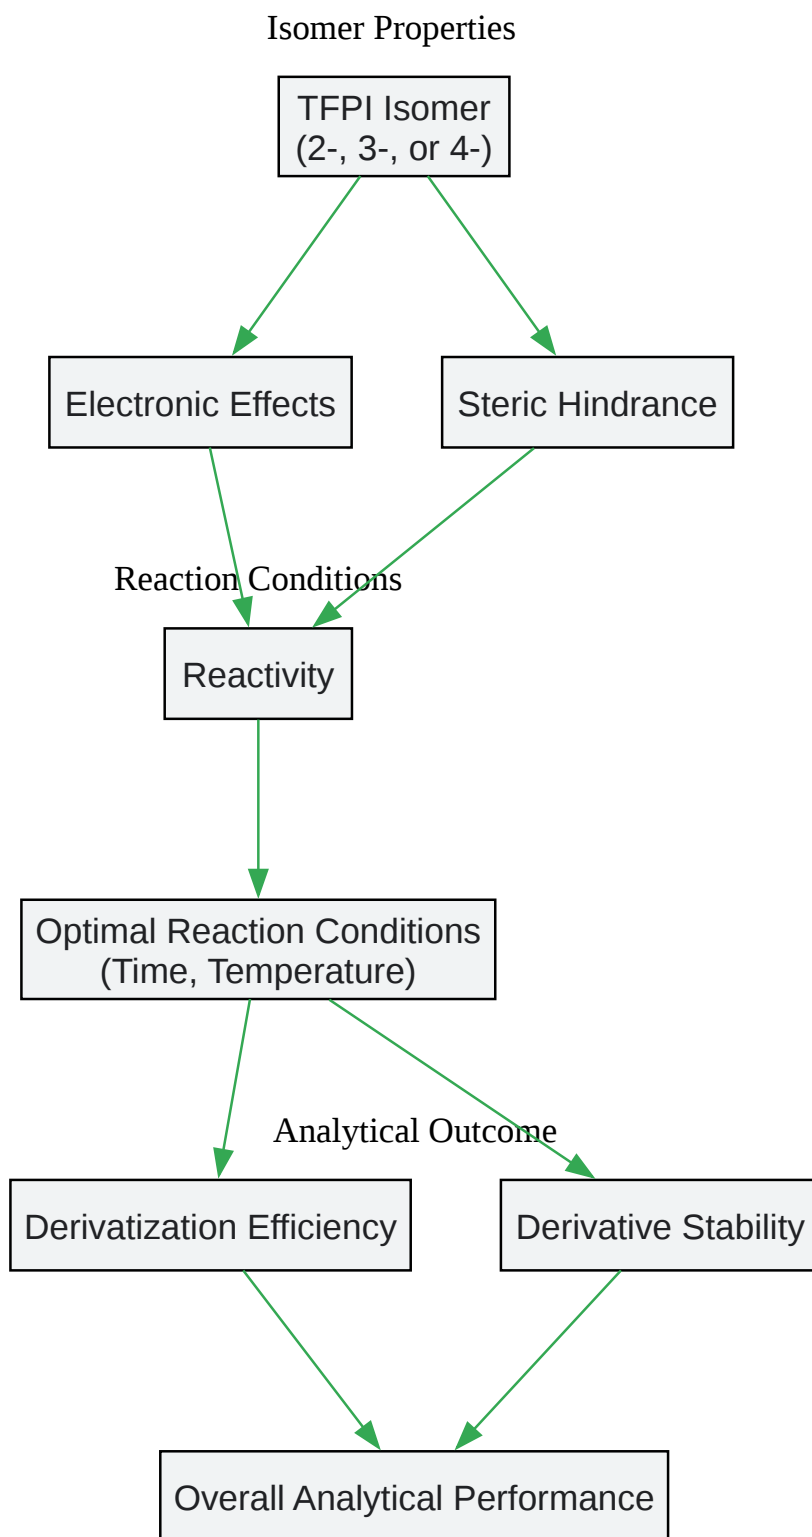 Isomer Properties
TFPI Isomer
(2-, 3-, or 4-)
Electronic Effects
Steric Hindrance
Reaction Conditions
Reactivity
Optimal Reaction Conditions
(Time, Temperature)
Analytical Outcome
Derivatization Efficiency
Derivative Stability
Overall Analytical Performance